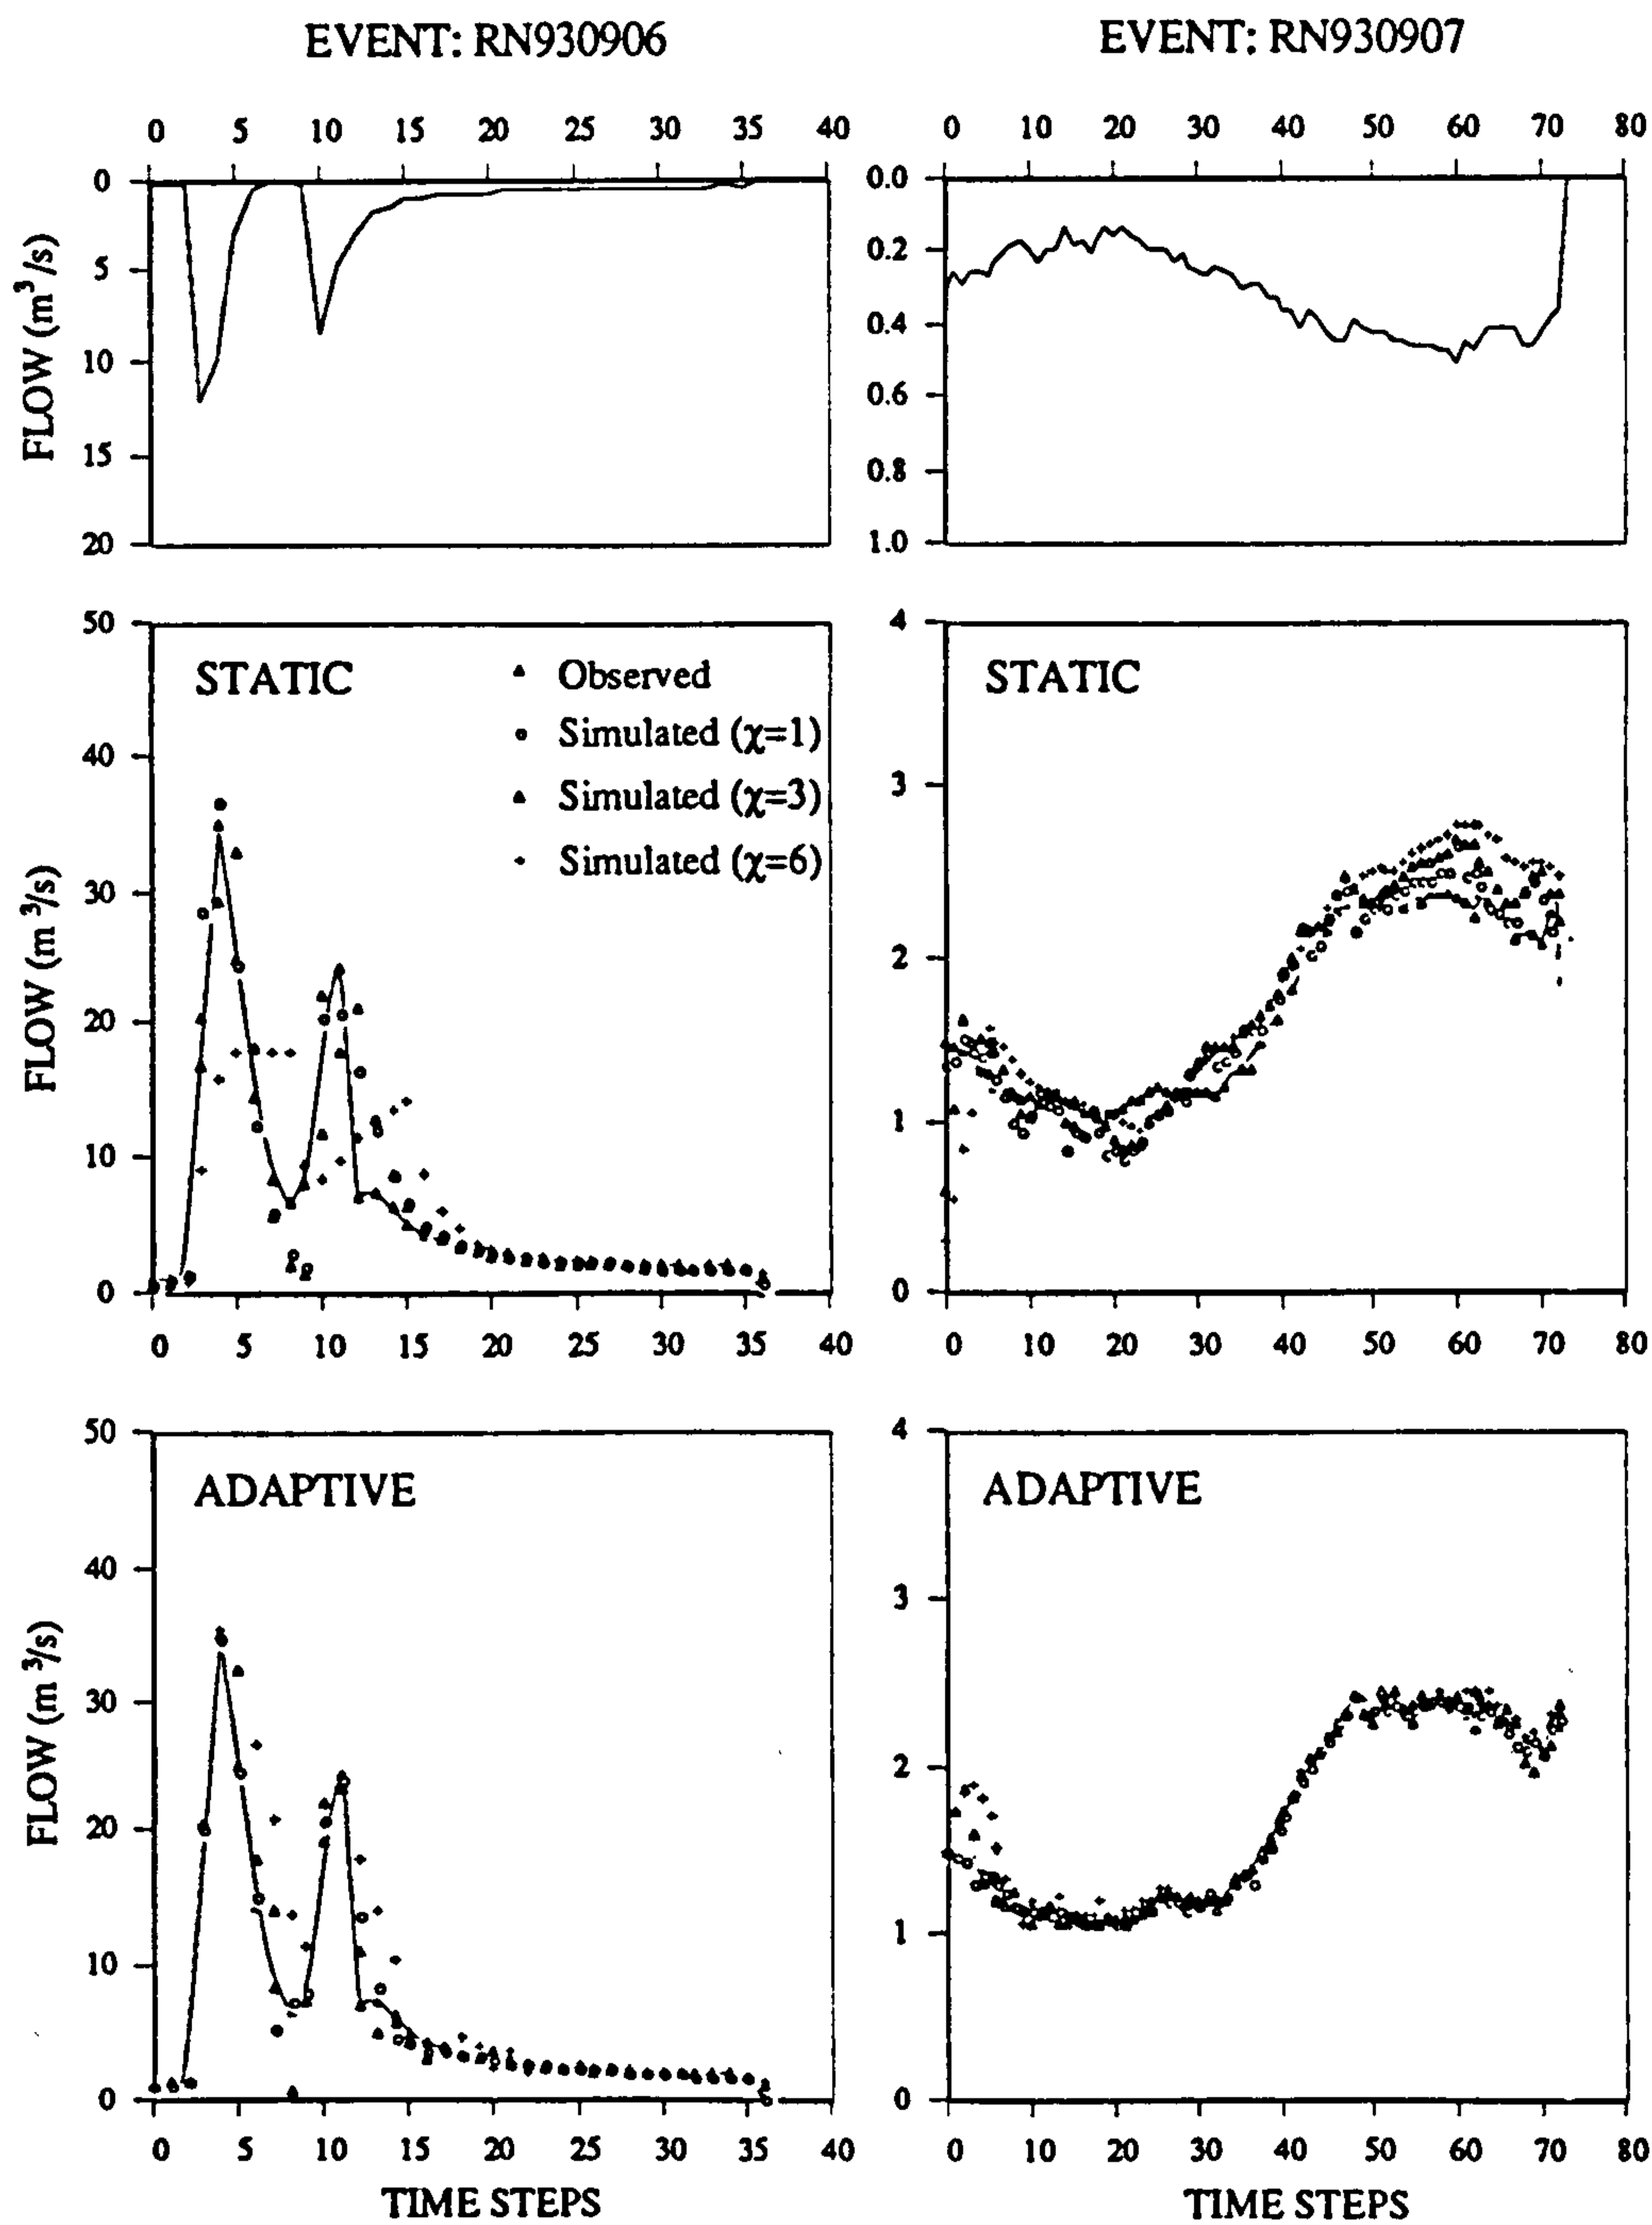 EVENT: RN930906
EVENT: RN930907
0 5 10 15 20 25 30 35 40
0 10 20 30 40 50 60 70 80
FLOW (m³/s)
0
5
10
15
20
0.0
0.2
0.4
0.6
0.8
1.0
FLOW (m³/s)
50
40
30
20
10
0
STATIC
▲ Observed
o Simulated (χ=1)
▲ Simulated (χ=3)
+ Simulated (χ=6)
0 5 10 15 20 25 30 35 40
4
3
2
1
0
STATIC
0 10 20 30 40 50 60 70 80
FLOW (m³/s)
50
40
30
20
10
0
ADAPTIVE
0 5 10 15 20 25 30 35 40
TIME STEPS
4
3
2
1
0
ADAPTIVE
0 10 20 30 40 50 60 70 80
TIME STEPS